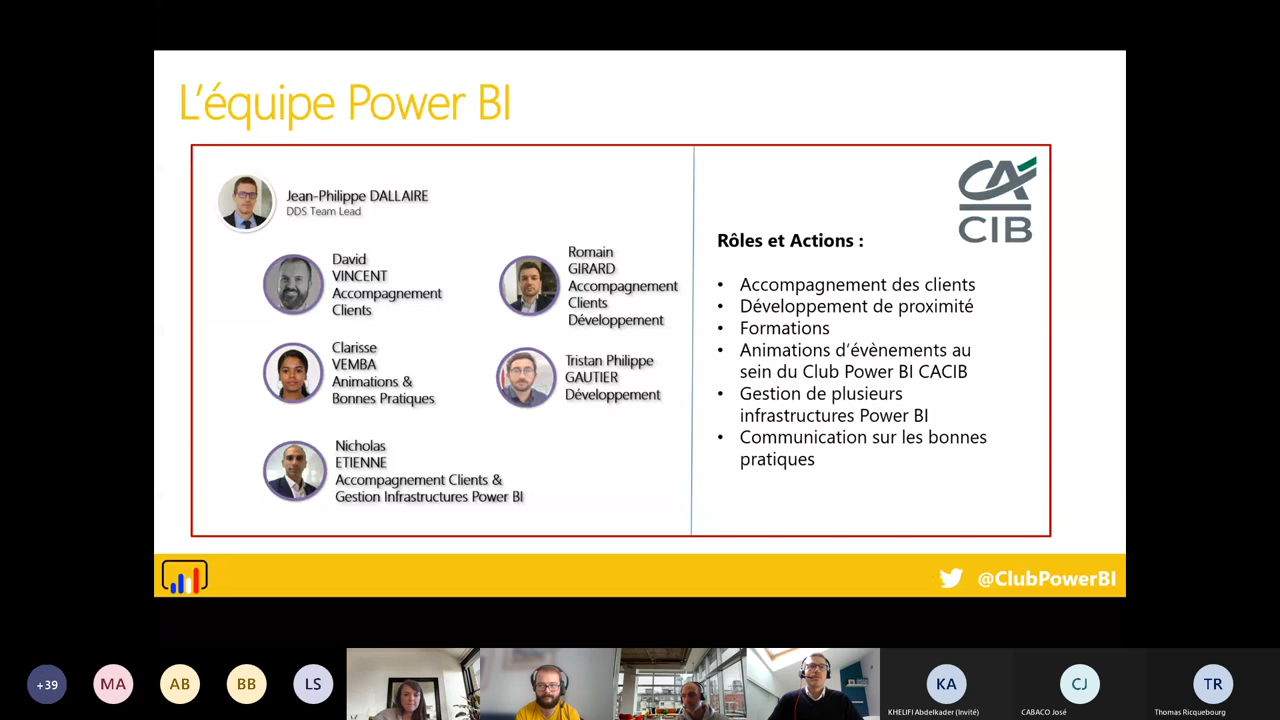 L'équipe Power BI
Jean-Philippe DALLAIRE
DDS Team Lead
David
VINCENT
Accompagnement
Clients
Romain
GIRARD
Accompagnement
Clients
Développement
Clarisse
VEMBA
Animations &
Bonnes Pratiques
Tristan Philippe
GAUTIER
Développement
Nicholas
ETIENNE
Accompagnement Clients &
Gestion Infrastructures Power BI
CA
CIB
Rôles et Actions :
• Accompagnement des clients
• Développement de proximité
• Formations
• Animations d'évènements au
sein du Club Power BI CACIB
• Gestion de plusieurs
infrastructures Power BI
• Communication sur les bonnes
pratiques
@ClubPowerBI
+39
MA
AB
BB
LS
KA
KHELIFI Abdelkader (Invité)
CJ
CABACO José
TR
Thomas Ricquebourg